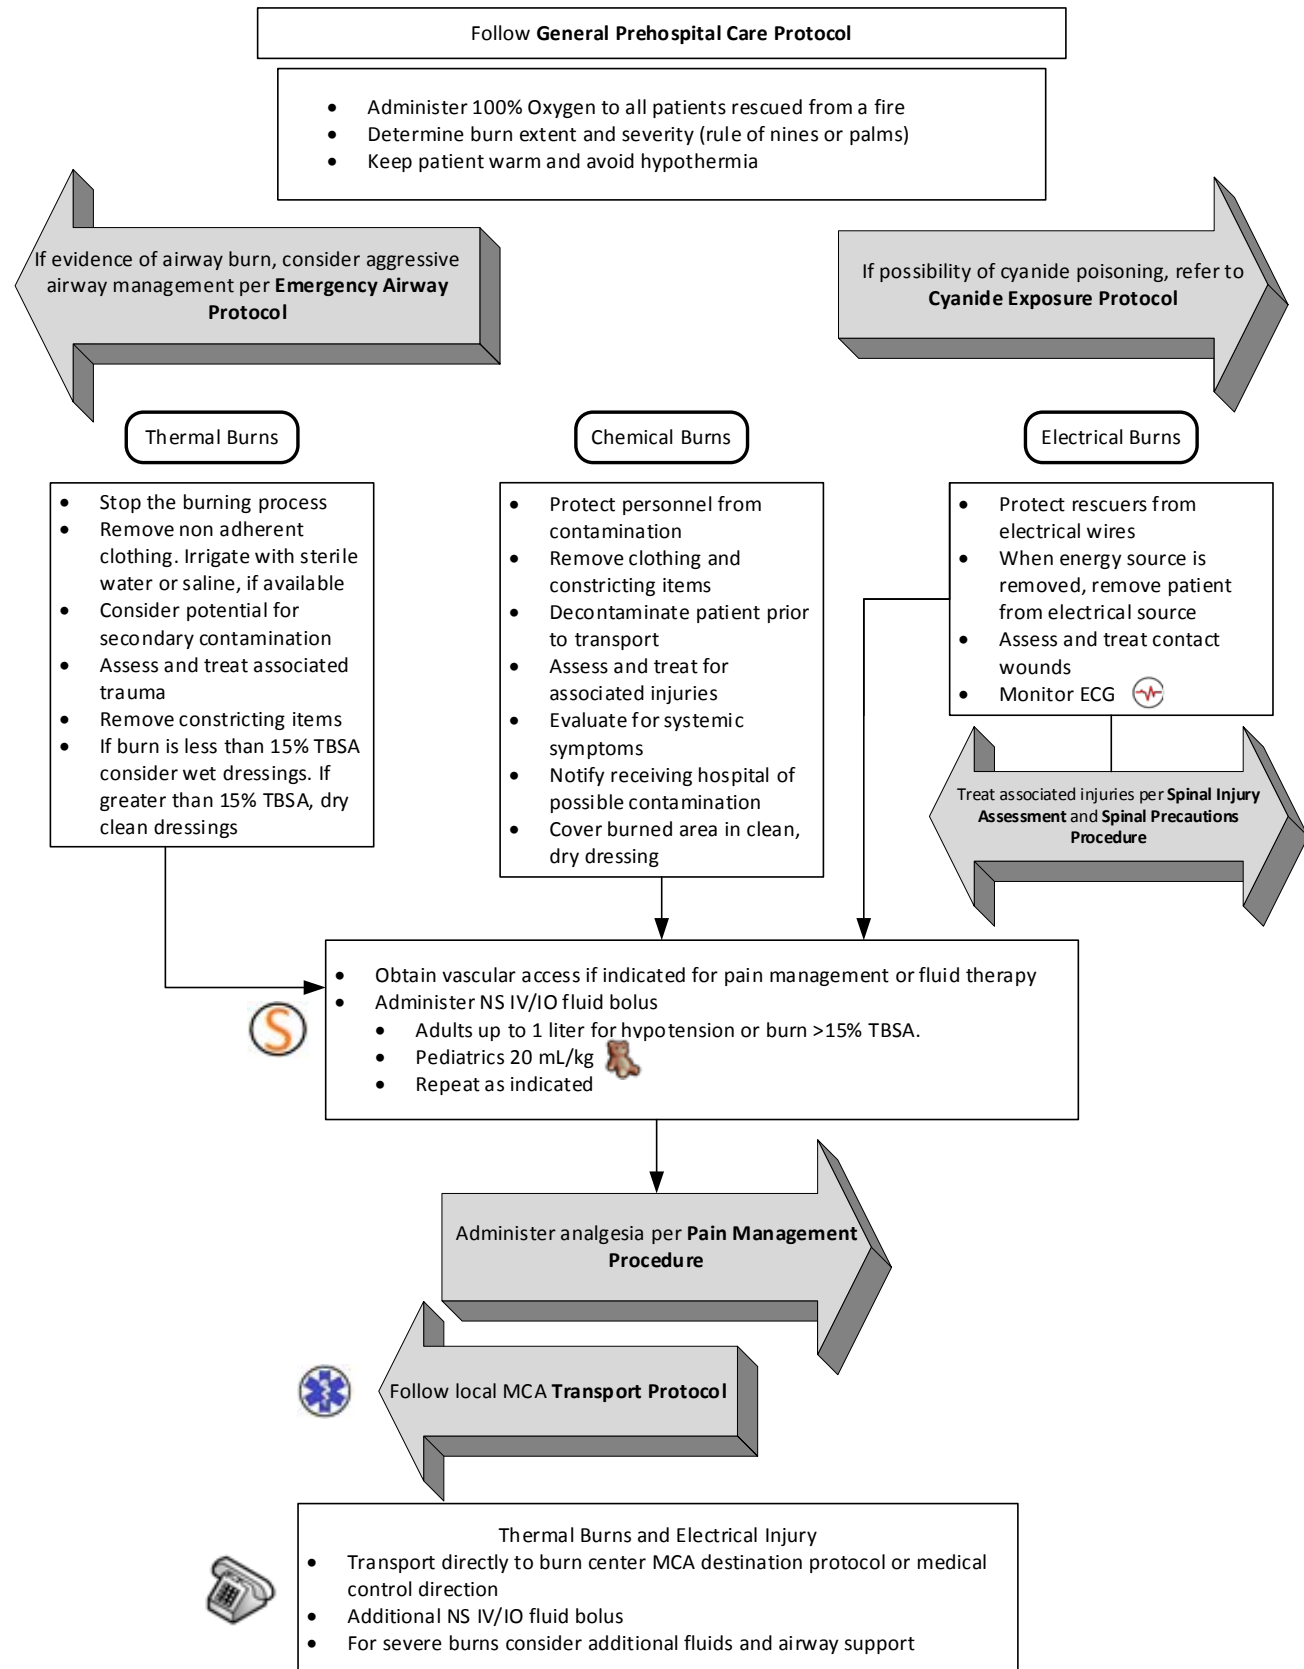 Follow General Prehospital Care Protocol
• Administer 100% Oxygen to all patients rescued from a fire
• Determine burn extent and severity (rule of nines or palms)
• Keep patient warm and avoid hypothermia
If evidence of airway burn, consider aggressive
airway management per Emergency Airway
Protocol
If possibility of cyanide poisoning, refer to
Cyanide Exposure Protocol
Thermal Burns
• Stop the burning process
• Remove non adherent
clothing. Irrigate with sterile
water or saline, if available
• Consider potential for
secondary contamination
• Assess and treat associated
trauma
• Remove constricting items
• If burn is less than 15% TBSA
consider wet dressings. If
greater than 15% TBSA, dry
clean dressings
Chemical Burns
• Protect personnel from
contamination
• Remove clothing and
constricting items
• Decontaminate patient prior
to transport
• Assess and treat for
associated injuries
• Evaluate for systemic
symptoms
• Notify receiving hospital of
possible contamination
• Cover burned area in clean,
dry dressing
Electrical Burns
• Protect rescuers from
electrical wires
• When energy source is
removed, remove patient
from electrical source
• Assess and treat contact
wounds
• Monitor ECG
Treat associated injuries per Spinal Injury
Assessment and Spinal Precautions
Procedure
S
• Obtain vascular access if indicated for pain management or fluid therapy
• Administer NS IV/IO fluid bolus
• Adults up to 1 liter for hypotension or burn >15% TBSA.
• Pediatrics 20 mL/kg
• Repeat as indicated
Administer analgesia per Pain Management
Procedure
Follow local MCA Transport Protocol
Thermal Burns and Electrical Injury
• Transport directly to burn center MCA destination protocol or medical
control direction
• Additional NS IV/IO fluid bolus
• For severe burns consider additional fluids and airway support